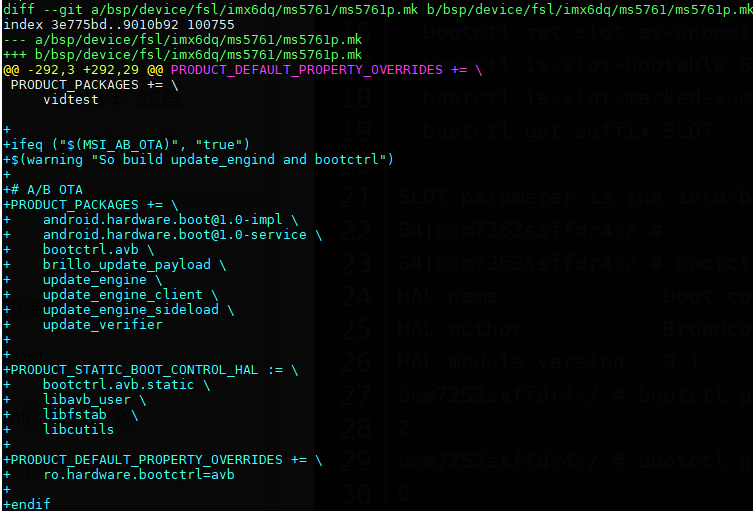 diff --git a/bsp/device/fsl/imx6dq/ms5761/ms5761p.mk b/bsp/device/fsl/imx6dq/ms5761/ms5761p.mk
index 3e775bd..9010b92 100755
--- a/bsp/device/fsl/imx6dq/ms5761/ms5761p.mk
+++ b/bsp/device/fsl/imx6dq/ms5761/ms5761p.mk
@@ -292,3 +292,29 @@ PRODUCT_DEFAULT_PROPERTY_OVERRIDES += \
 PRODUCT_PACKAGES += \
     vidtest

+
+ifeq ("$(MSI_AB_OTA)", "true")
+$(warning "So build update_engind and bootctrl")
+
+# A/B OTA
+PRODUCT_PACKAGES += \
+    android.hardware.boot@1.0-impl \
+    android.hardware.boot@1.0-service \
+    bootctrl.avb \
+    brillo_update_payload \
+    update_engine \
+    update_engine_client \
+    update_engine_sideload \
+    update_verifier
+
+
+PRODUCT_STATIC_BOOT_CONTROL_HAL := \
+    bootctrl.avb.static \
+    libavb_user \
+    libfstab   \
+    libcutils
+
+PRODUCT_DEFAULT_PROPERTY_OVERRIDES += \
+    ro.hardware.bootctrl=avb
+
+endif